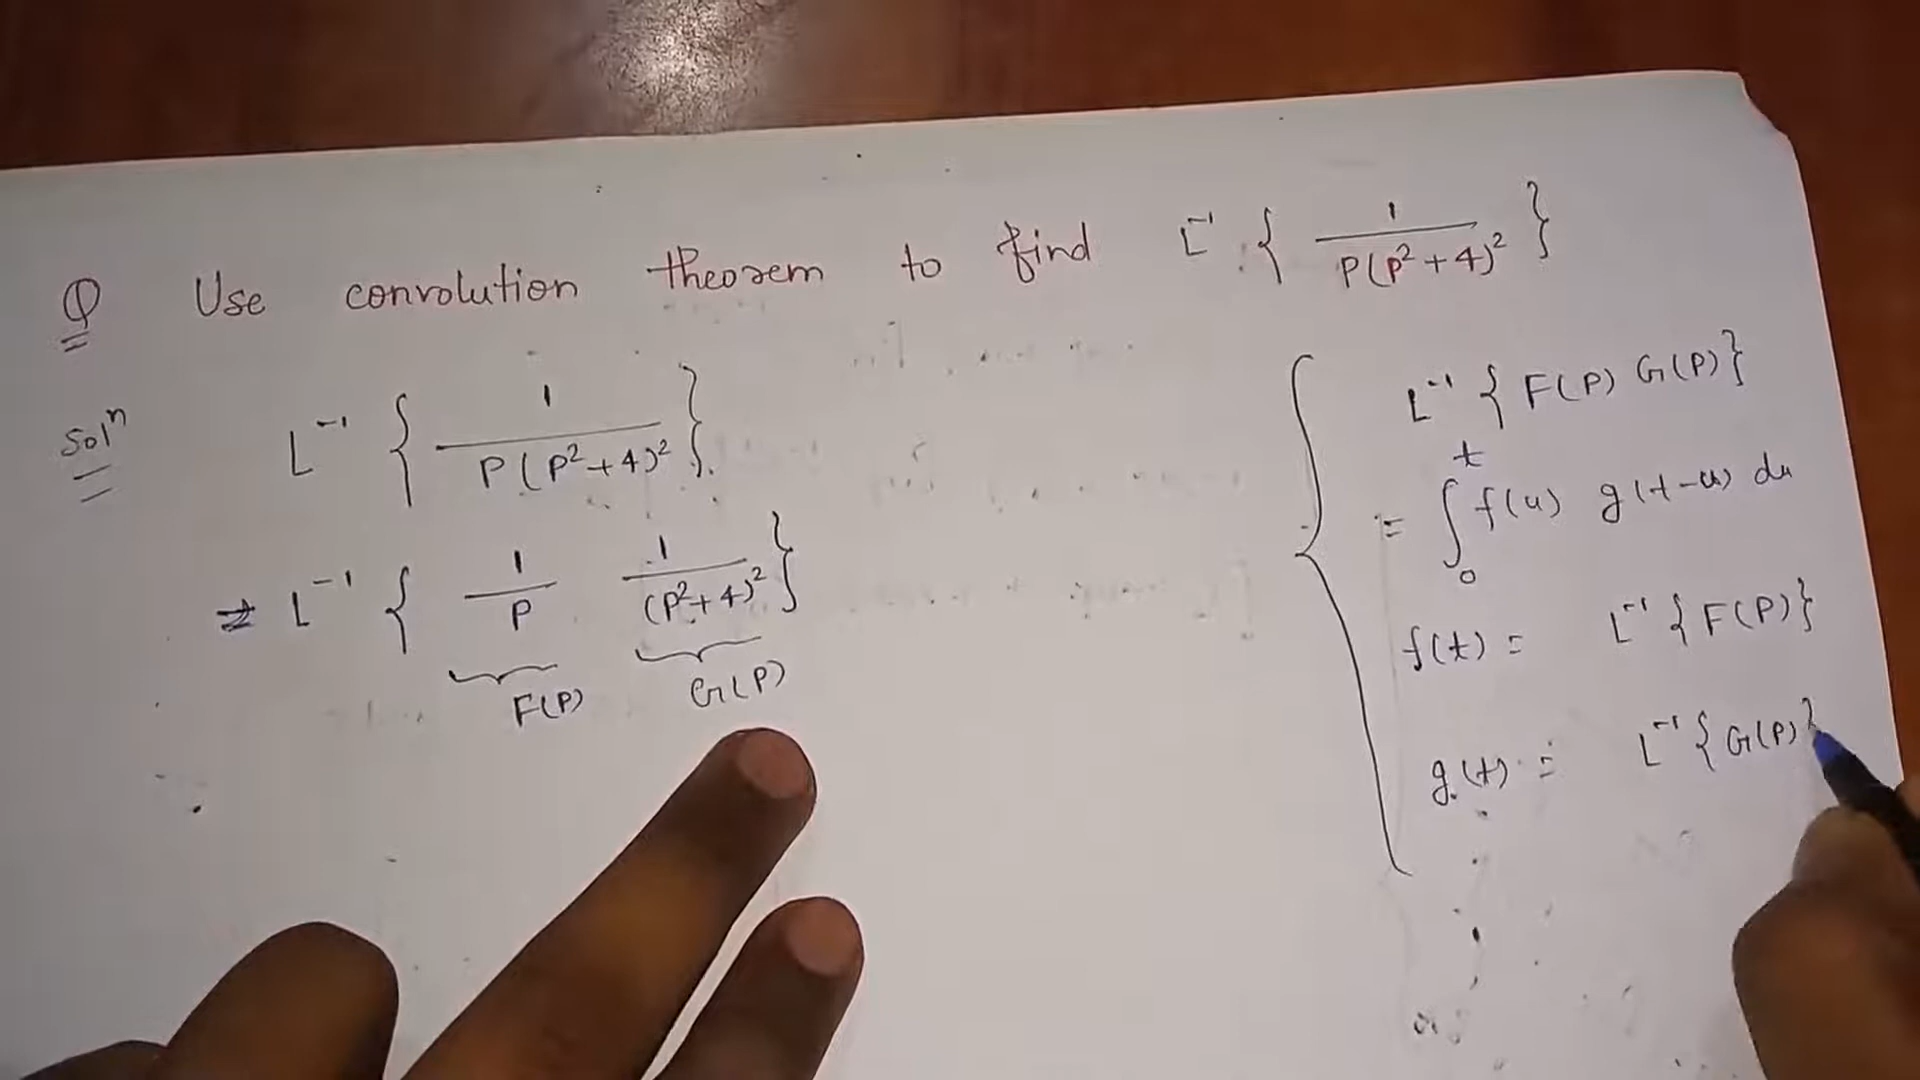 Q Use convolution theorem to find L⁻¹ { 1 / P(P²+4)² }
Solⁿ L⁻¹ { 1 / P(P²+4)² }
= L⁻¹ { 1/P 1/(P²+4)² }
F(P) G(P)
L⁻¹ { F(P) G(P) }
= ∫₀ᵗ f(u) g(t-u) du
f(t) = L⁻¹ { F(P) }
g(t) = L⁻¹ { G(P) }